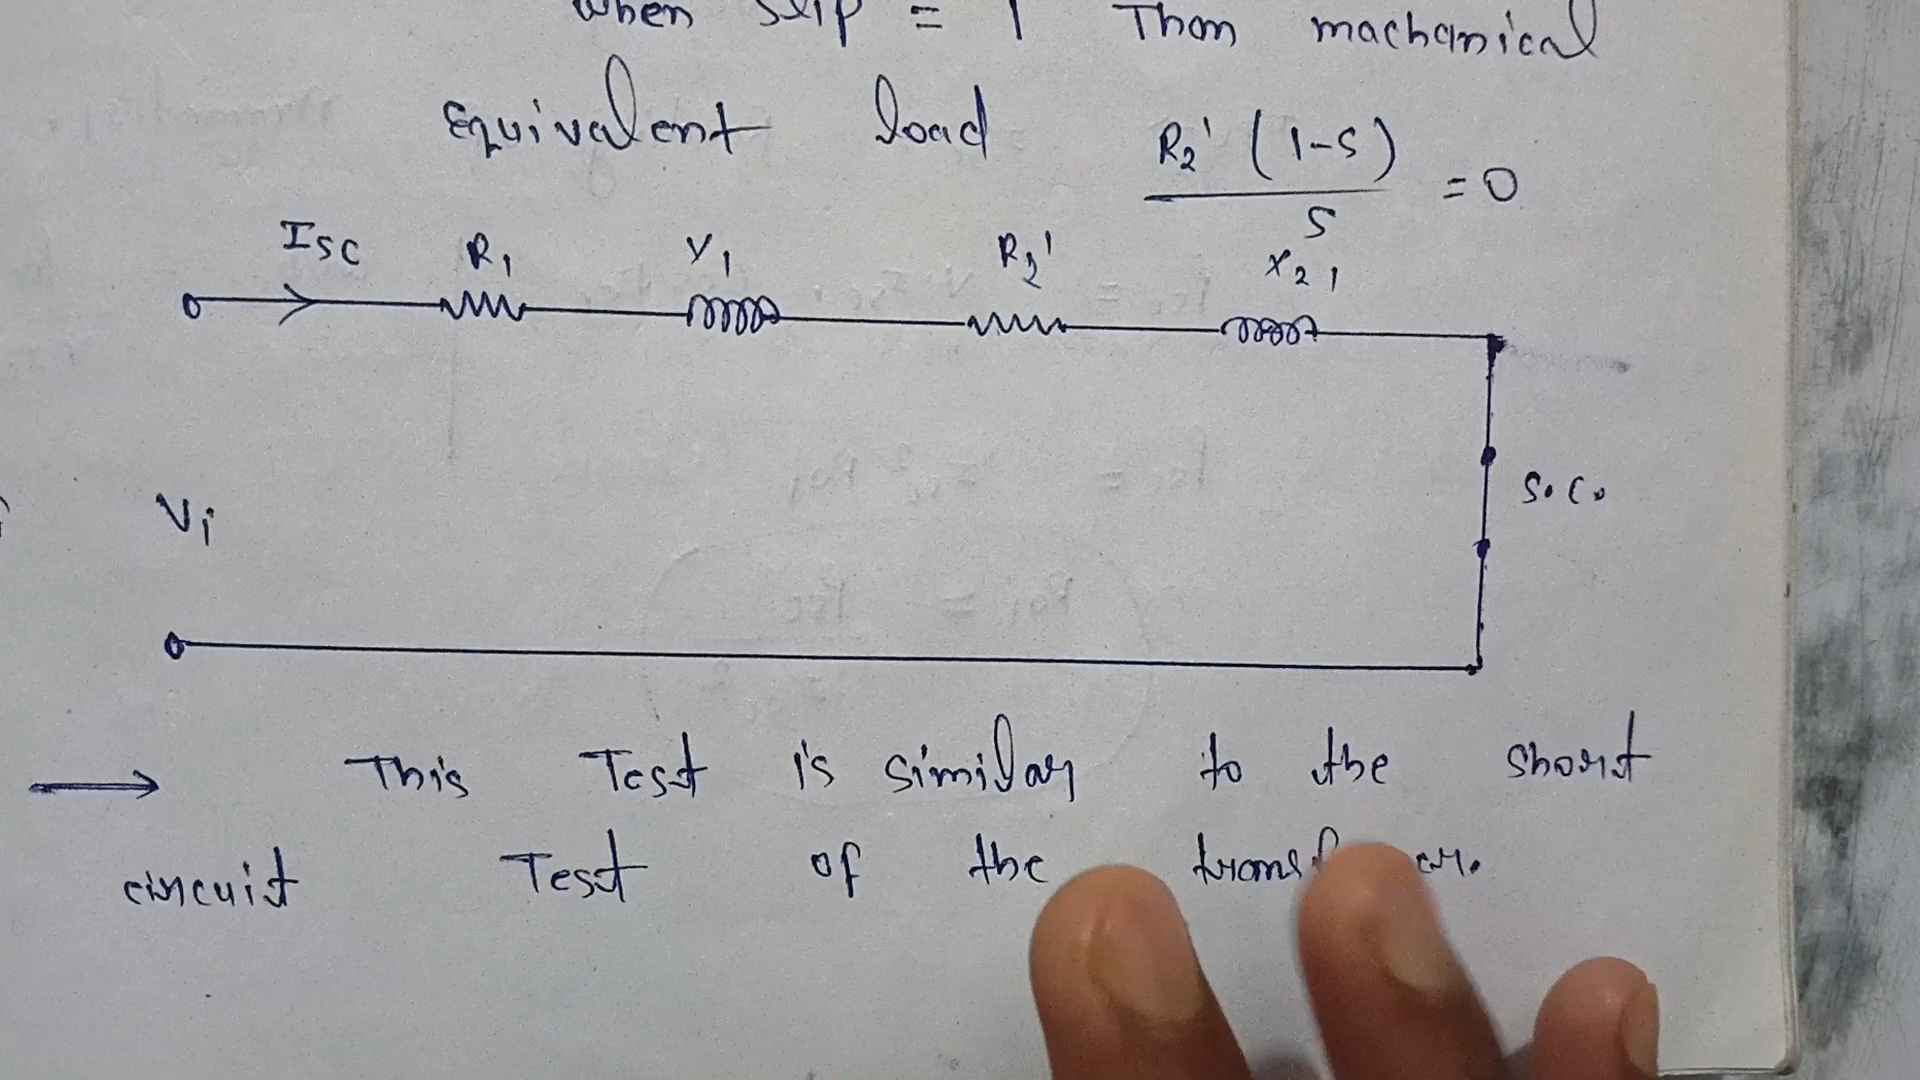 when slip = 1 Then machanical
Equivalent load R2' (1-s) / s = 0
Isc R1 X1 R2' X2'
Vi
S.C.
→ This Test is similar to the short
circuit Test of the